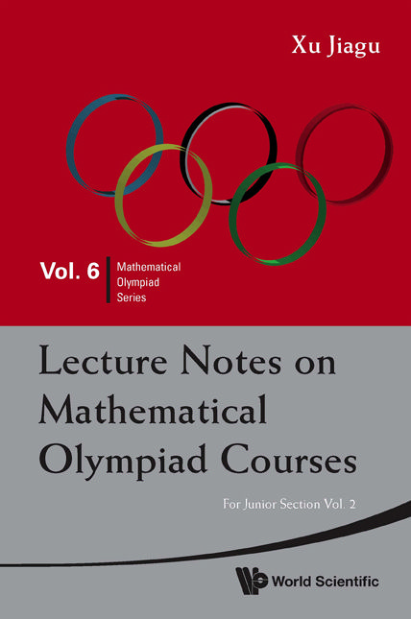 Xu Jiagu
Vol. 6
Mathematical
Olympiad
Series
Lecture Notes on
Mathematical
Olympiad Courses
For Junior Section Vol. 2
World Scientific